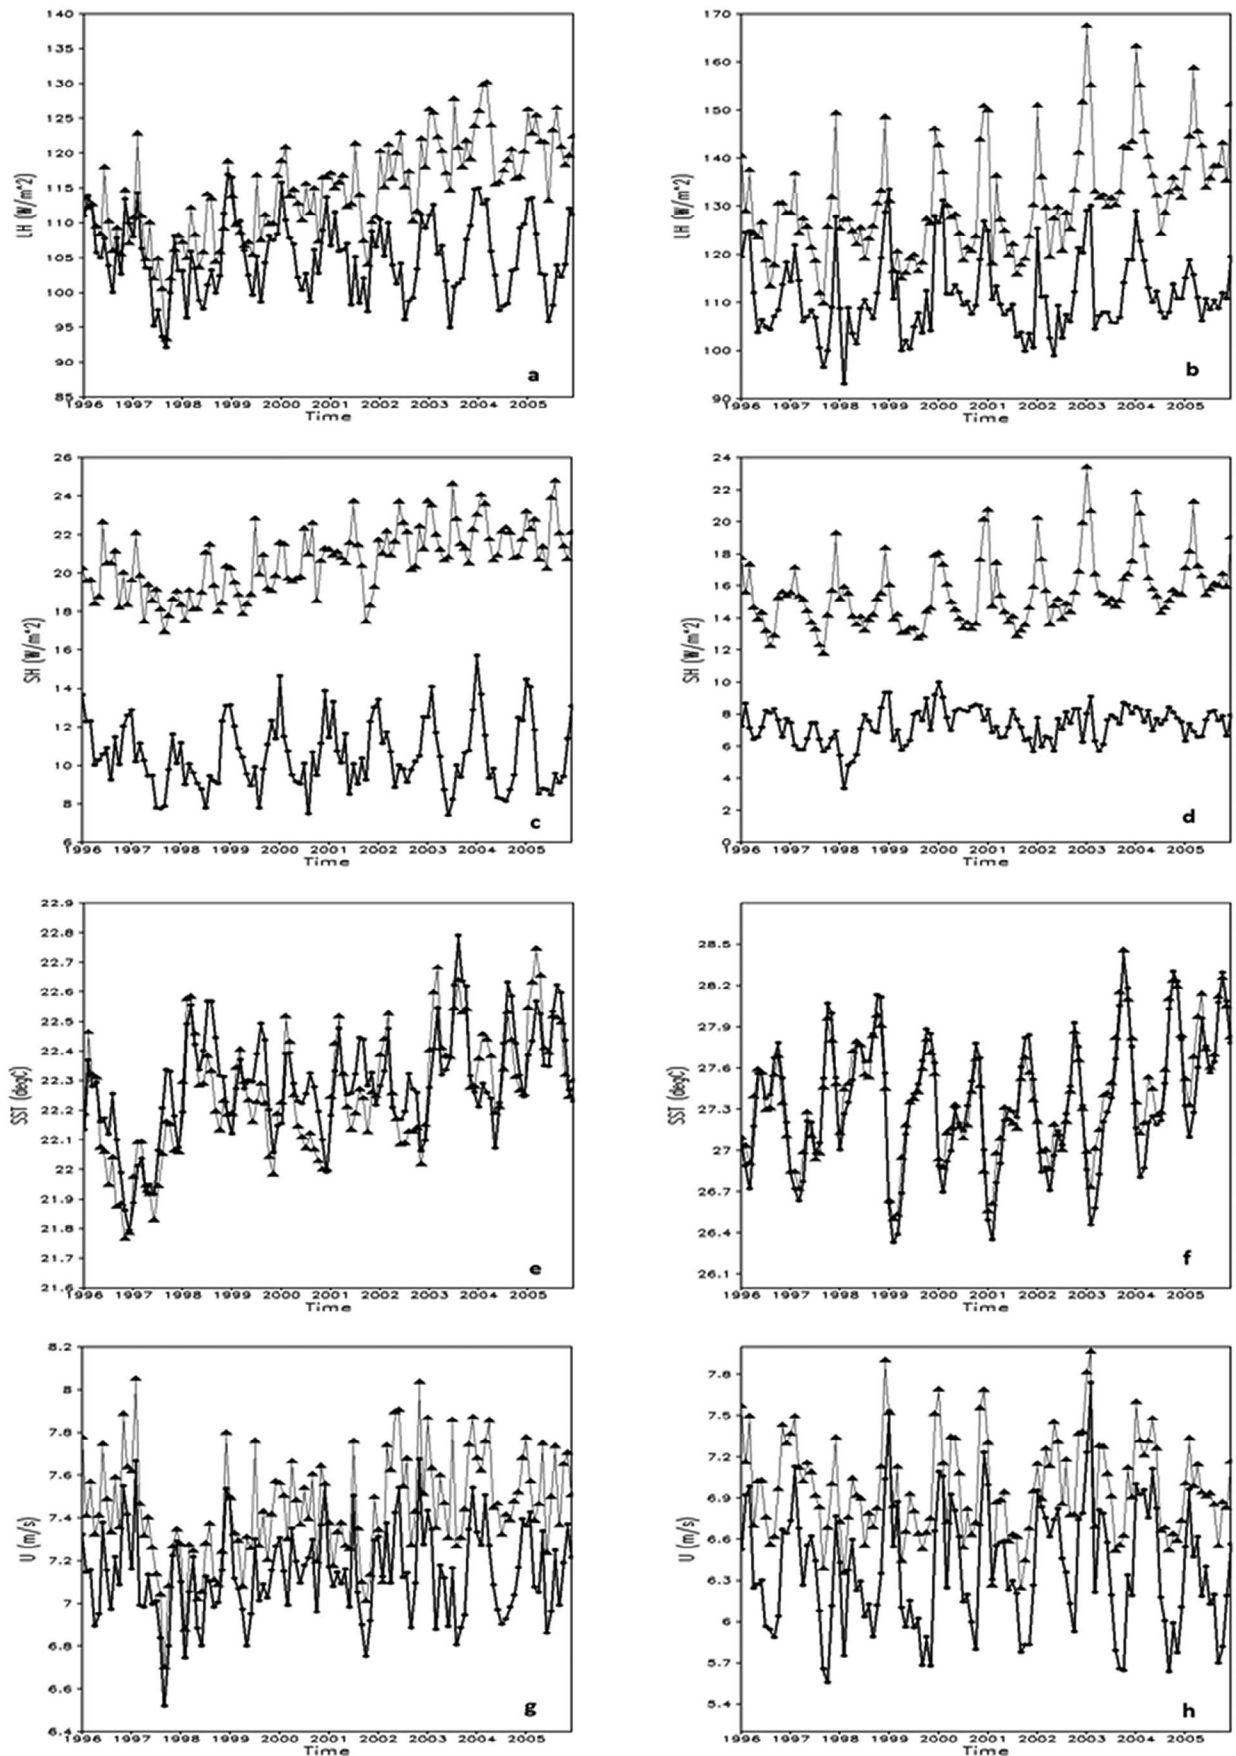 140
135
130
125
120
115
110
105
100
95
90
85
LH (W/m^2)
1996 1997 1998 1999 2000 2001 2002 2003 2004 2005
Time
a
170
160
150
140
130
120
110
100
90
LH (W/m^2)
1996 1997 1998 1999 2000 2001 2002 2003 2004 2005
Time
b
26
24
22
20
18
16
14
12
10
8
6
SH (W/m^2)
1996 1997 1998 1999 2000 2001 2002 2003 2004 2005
Time
c
24
22
20
18
16
14
12
10
8
6
4
2
0
SH (W/m^2)
1996 1997 1998 1999 2000 2001 2002 2003 2004 2005
Time
d
22.9
22.8
22.7
22.6
22.5
22.4
22.3
22.2
22.1
22
21.9
21.8
21.7
21.6
SST (degC)
1996 1997 1998 1999 2000 2001 2002 2003 2004 2005
Time
e
28.5
28.2
27.9
27.6
27.3
27
26.7
26.4
26.1
SST (degC)
1996 1997 1998 1999 2000 2001 2002 2003 2004 2005
Time
f
8.2
8
7.8
7.6
7.4
7.2
7
6.8
6.6
6.4
U (m/s)
1996 1997 1998 1999 2000 2001 2002 2003 2004 2005
Time
g
7.8
7.5
7.2
6.9
6.6
6.3
6
5.7
5.4
U (m/s)
1996 1997 1998 1999 2000 2001 2002 2003 2004 2005
Time
h